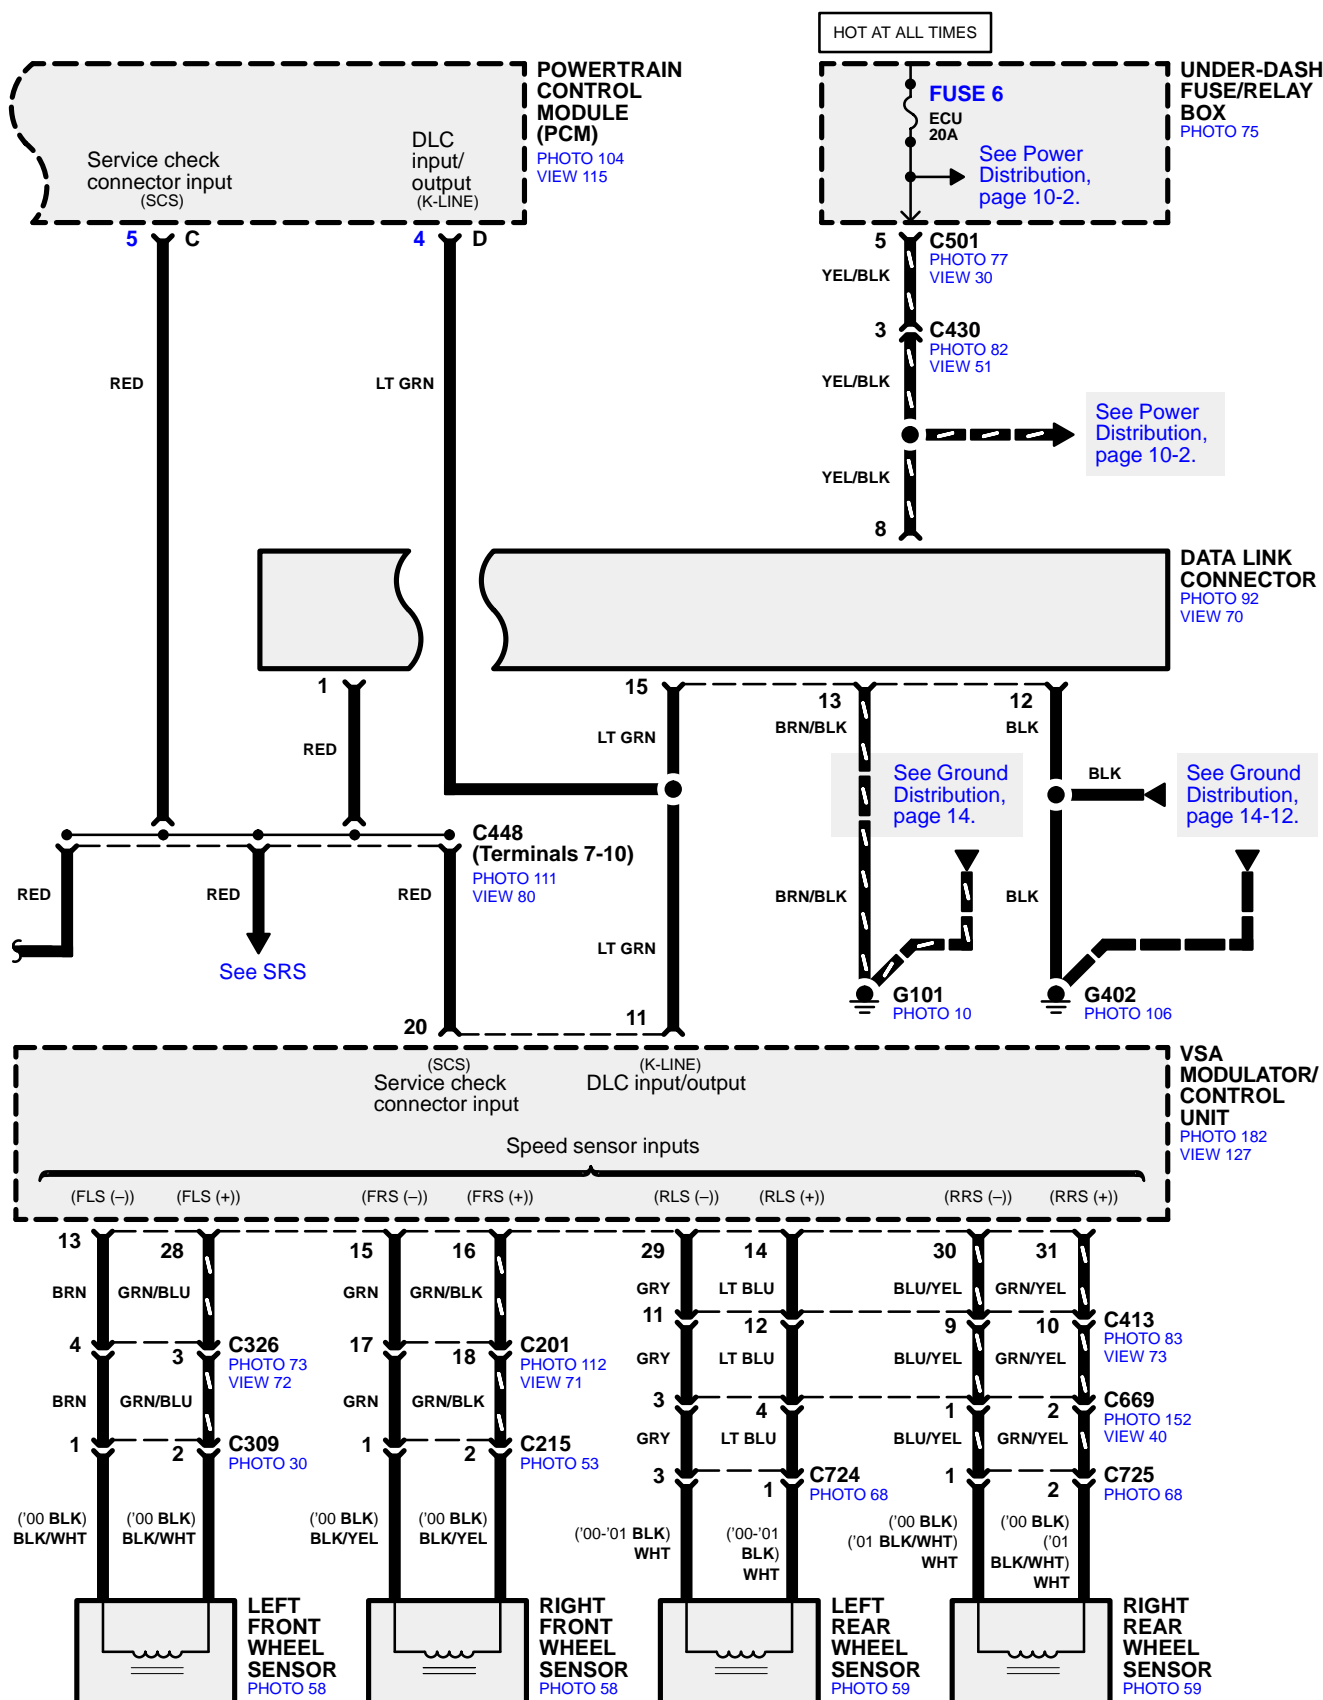 HOT AT ALL TIMES
POWERTRAIN
CONTROL
MODULE
(PCM)
PHOTO 104
VIEW 115
Service check
connector input
(SCS)
DLC
input/
output
(K-LINE)
FUSE 6
ECU
20A
See Power
Distribution,
page 10-2.
UNDER-DASH
FUSE/RELAY
BOX
PHOTO 75
5 C
4 D
5 C501
PHOTO 77
VIEW 30
YEL/BLK
3 C430
PHOTO 82
VIEW 51
RED
LT GRN
YEL/BLK
See Power
Distribution,
page 10-2.
YEL/BLK
8
DATA LINK
CONNECTOR
PHOTO 92
VIEW 70
1
15
13
12
RED
LT GRN
BRN/BLK
BLK
See Ground
Distribution,
page 14.
BLK
See Ground
Distribution,
page 14-12.
C448
(Terminals 7-10)
PHOTO 111
VIEW 80
RED
RED
RED
BRN/BLK
BLK
LT GRN
See SRS
G101
PHOTO 10
G402
PHOTO 106
20
11
(SCS)
Service check
connector input
(K-LINE)
DLC input/output
VSA
MODULATOR/
CONTROL
UNIT
PHOTO 182
VIEW 127
Speed sensor inputs
(FLS (–)) (FLS (+)) (FRS (–)) (FRS (+)) (RLS (–)) (RLS (+)) (RRS (–)) (RRS (+))
13 28 15 16 29 14 30 31
BRN GRN/BLU GRN GRN/BLK GRY LT BLU BLU/YEL GRN/YEL
11 12 9 10 C413
PHOTO 83
VIEW 73
4 3 C326
PHOTO 73
VIEW 72
17 18 C201
PHOTO 112
VIEW 71
GRY LT BLU BLU/YEL GRN/YEL
BRN GRN/BLU GRN GRN/BLK
3 4 1 2 C669
PHOTO 152
VIEW 40
1 2 C309
PHOTO 30
1 2 C215
PHOTO 53
GRY LT BLU BLU/YEL GRN/YEL
3 1 C724
PHOTO 68
1 2 C725
PHOTO 68
('00 BLK)
BLK/WHT
('00 BLK)
BLK/WHT
('00 BLK)
BLK/YEL
('00 BLK)
BLK/YEL
('00-'01 BLK)
WHT
('00-'01
BLK)
WHT
('00 BLK)
('01 BLK/WHT)
WHT
('00 BLK)
('01
BLK/WHT)
WHT
LEFT
FRONT
WHEEL
SENSOR
PHOTO 58
RIGHT
FRONT
WHEEL
SENSOR
PHOTO 58
LEFT
REAR
WHEEL
SENSOR
PHOTO 59
RIGHT
REAR
WHEEL
SENSOR
PHOTO 59